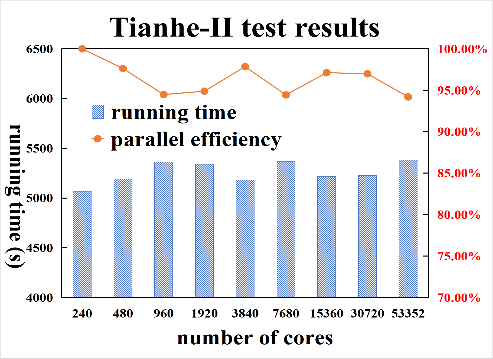 Tianhe-II test results
6500
6000
5500
5000
4500
4000
running time (s)
running time
parallel efficiency
100.00%
95.00%
90.00%
85.00%
80.00%
75,00%
70.00%
240 480 960 1920 3840 7680 15360 30720 53352
number of cores